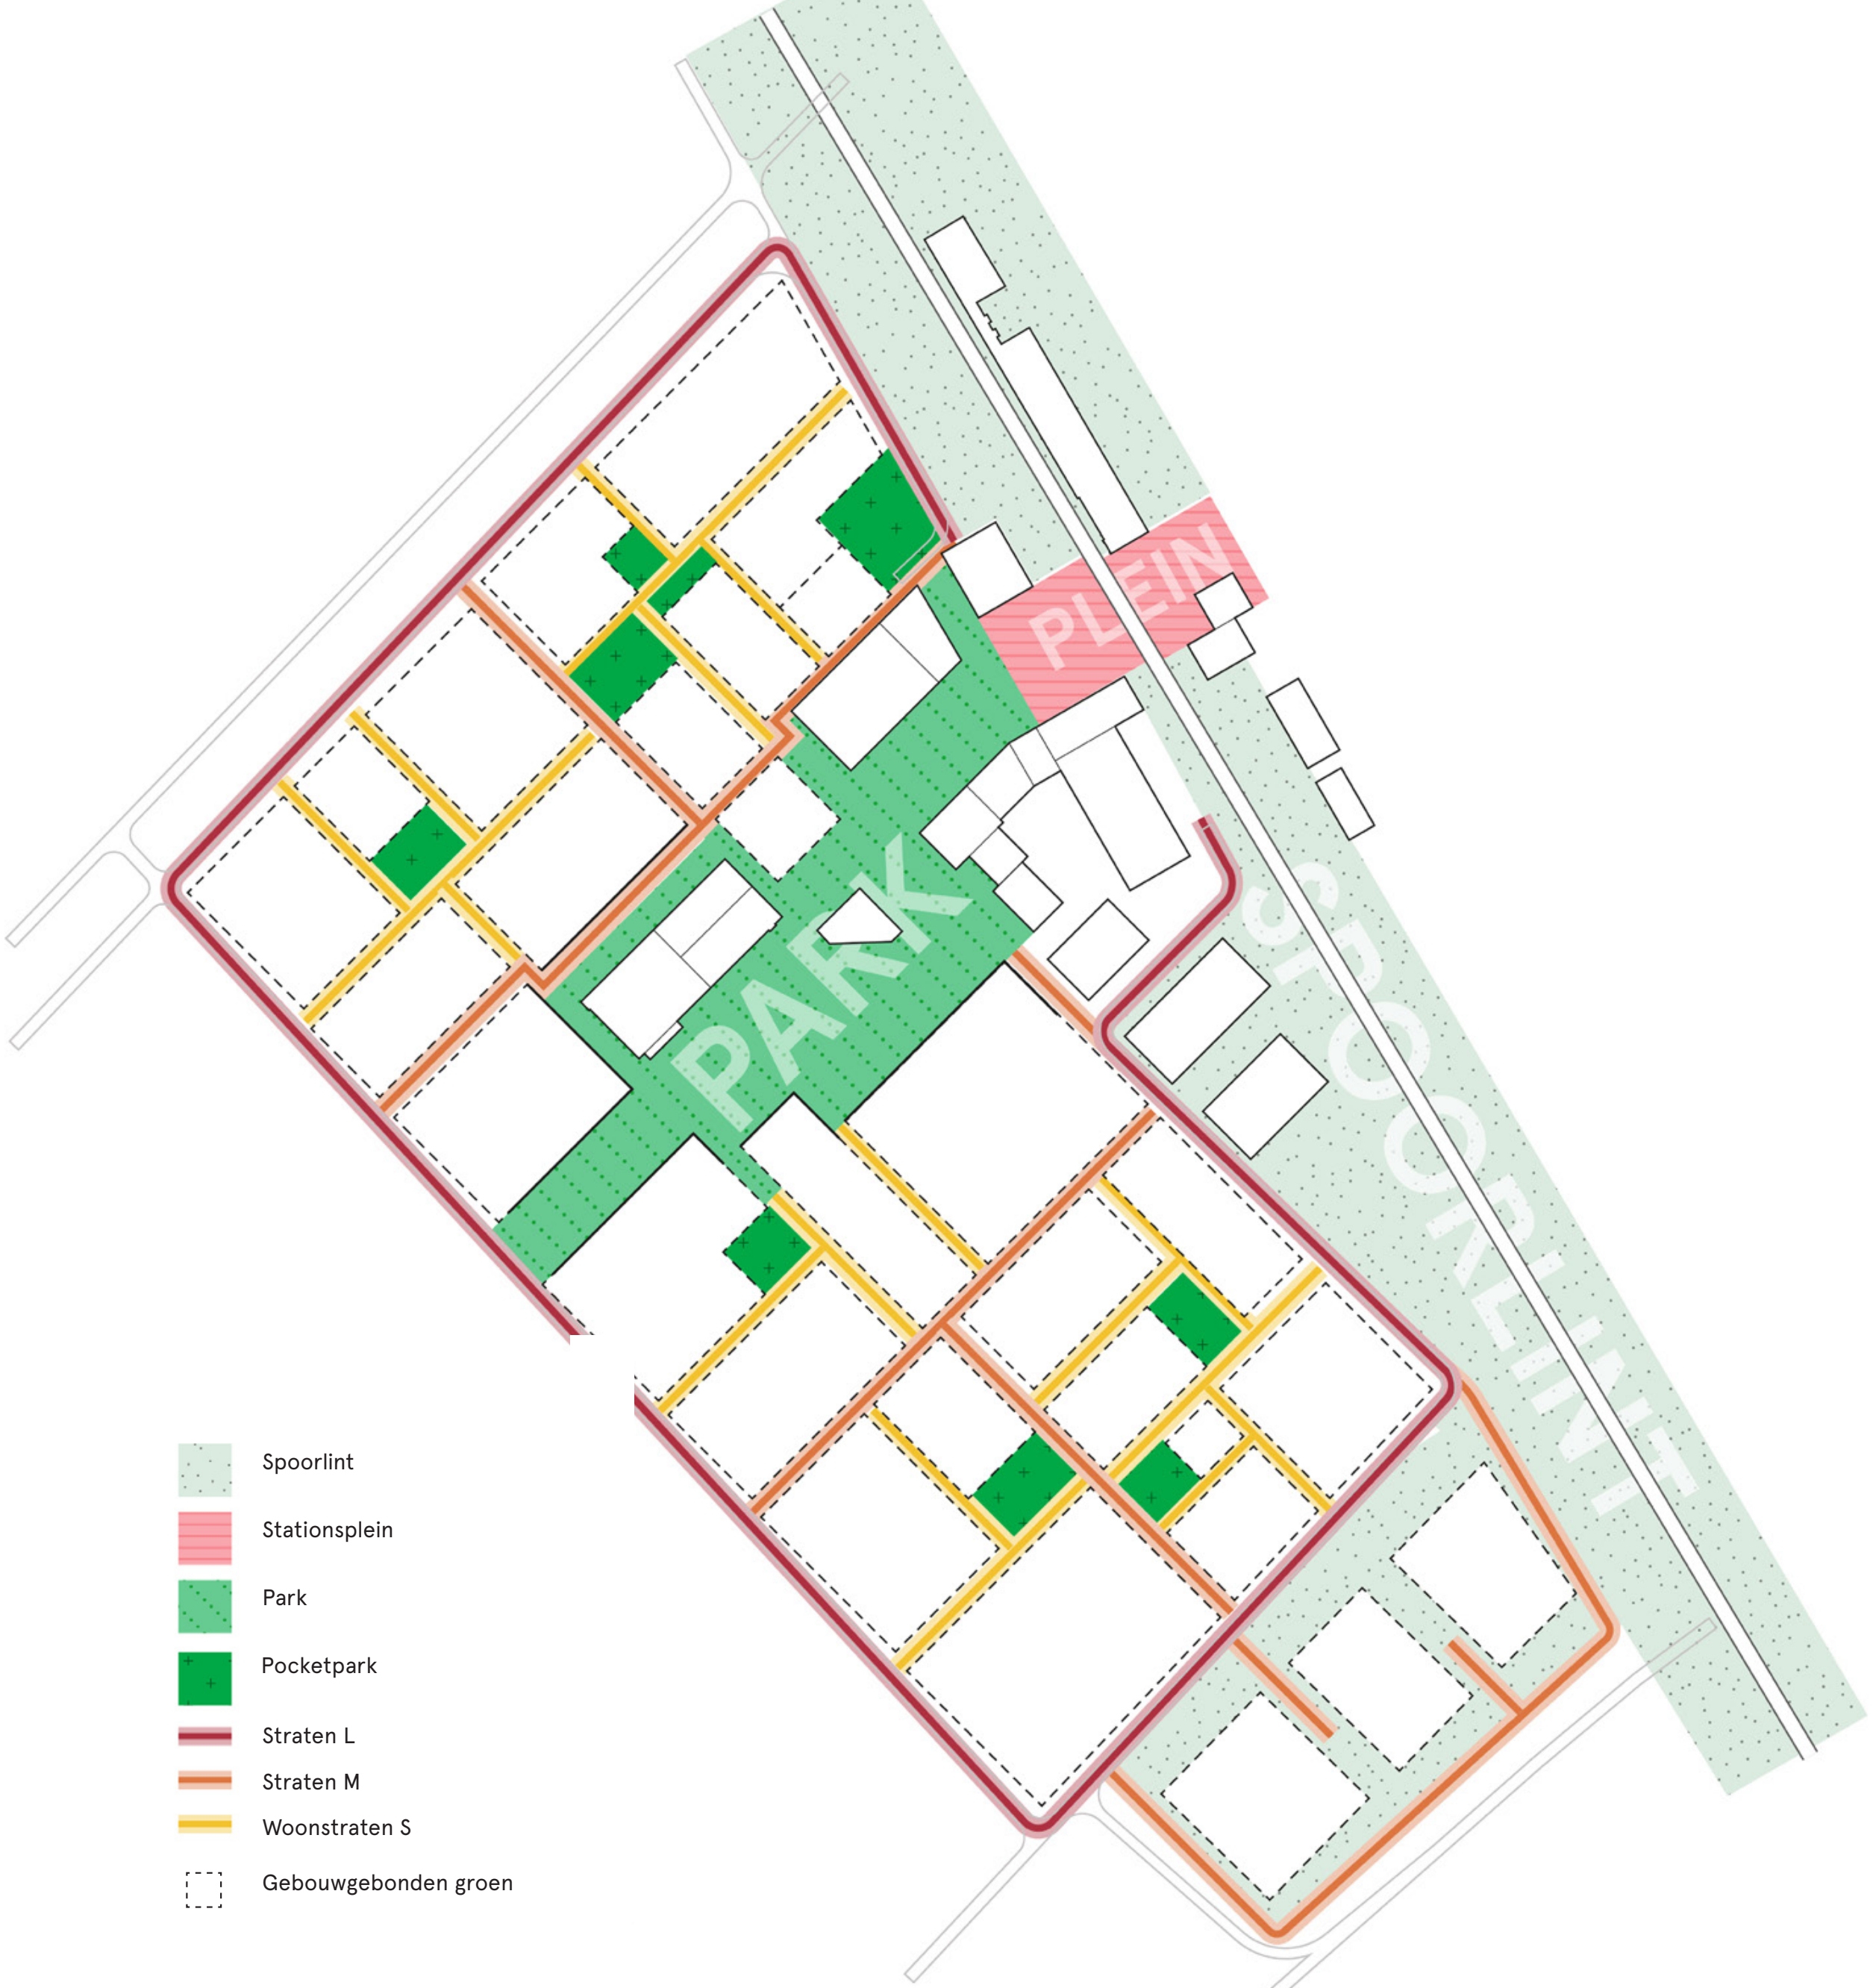 PLEIN
PARK
SPOORLINT
Spoorlint
Stationsplein
Park
Pocketpark
Straten L
Straten M
Woonstraten S
Gebouwgebonden groen